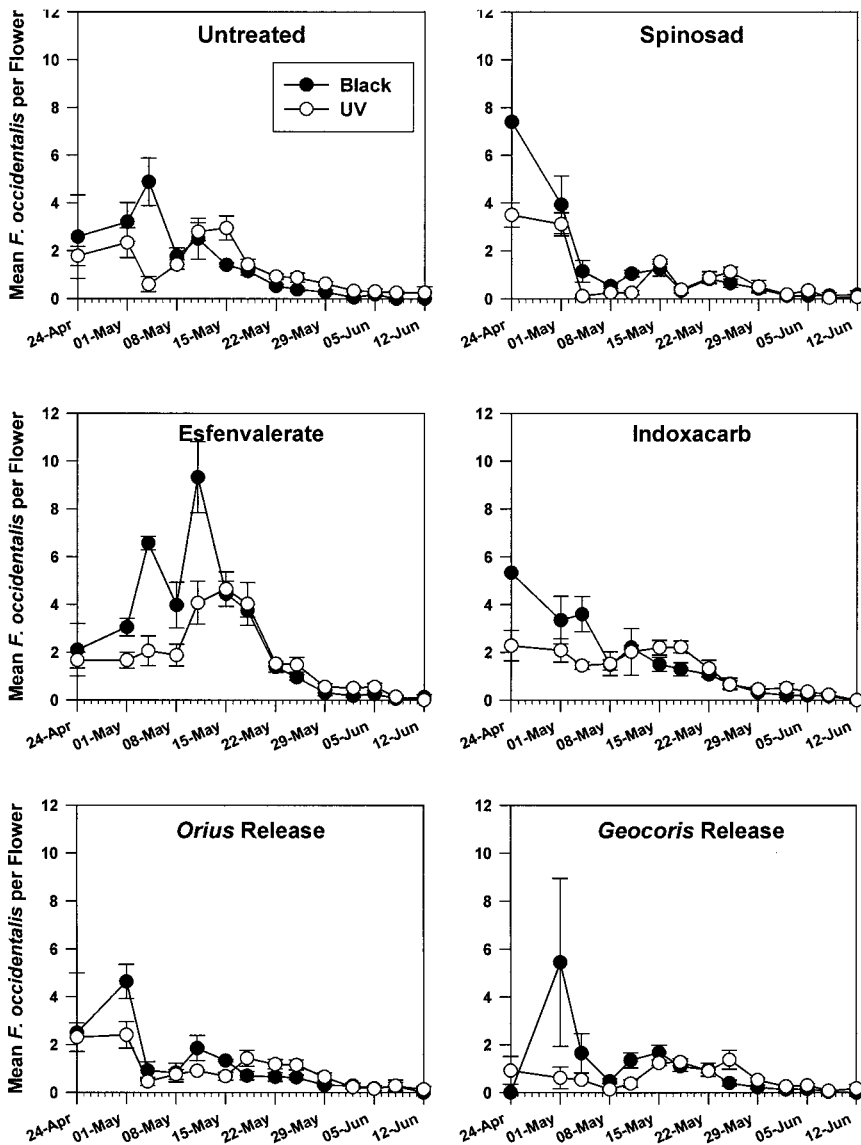 Untreated
Black
UV
Mean F. occidentalis per Flower
12
10
8
6
4
2
0
24-Apr
01-May
08-May
15-May
22-May
29-May
05-Jun
12-Jun
Spinosad
12
10
8
6
4
2
0
24-Apr
01-May
08-May
15-May
22-May
29-May
05-Jun
12-Jun
Esfenvalerate
Mean F. occidentalis per Flower
12
10
8
6
4
2
0
24-Apr
01-May
08-May
15-May
22-May
29-May
05-Jun
12-Jun
Indoxacarb
12
10
8
6
4
2
0
24-Apr
01-May
08-May
15-May
22-May
29-May
05-Jun
12-Jun
Orius Release
Mean F. occidentalis per Flower
12
10
8
6
4
2
0
24-Apr
01-May
08-May
15-May
22-May
29-May
05-Jun
12-Jun
Geocoris Release
12
10
8
6
4
2
0
24-Apr
01-May
08-May
15-May
22-May
29-May
05-Jun
12-Jun